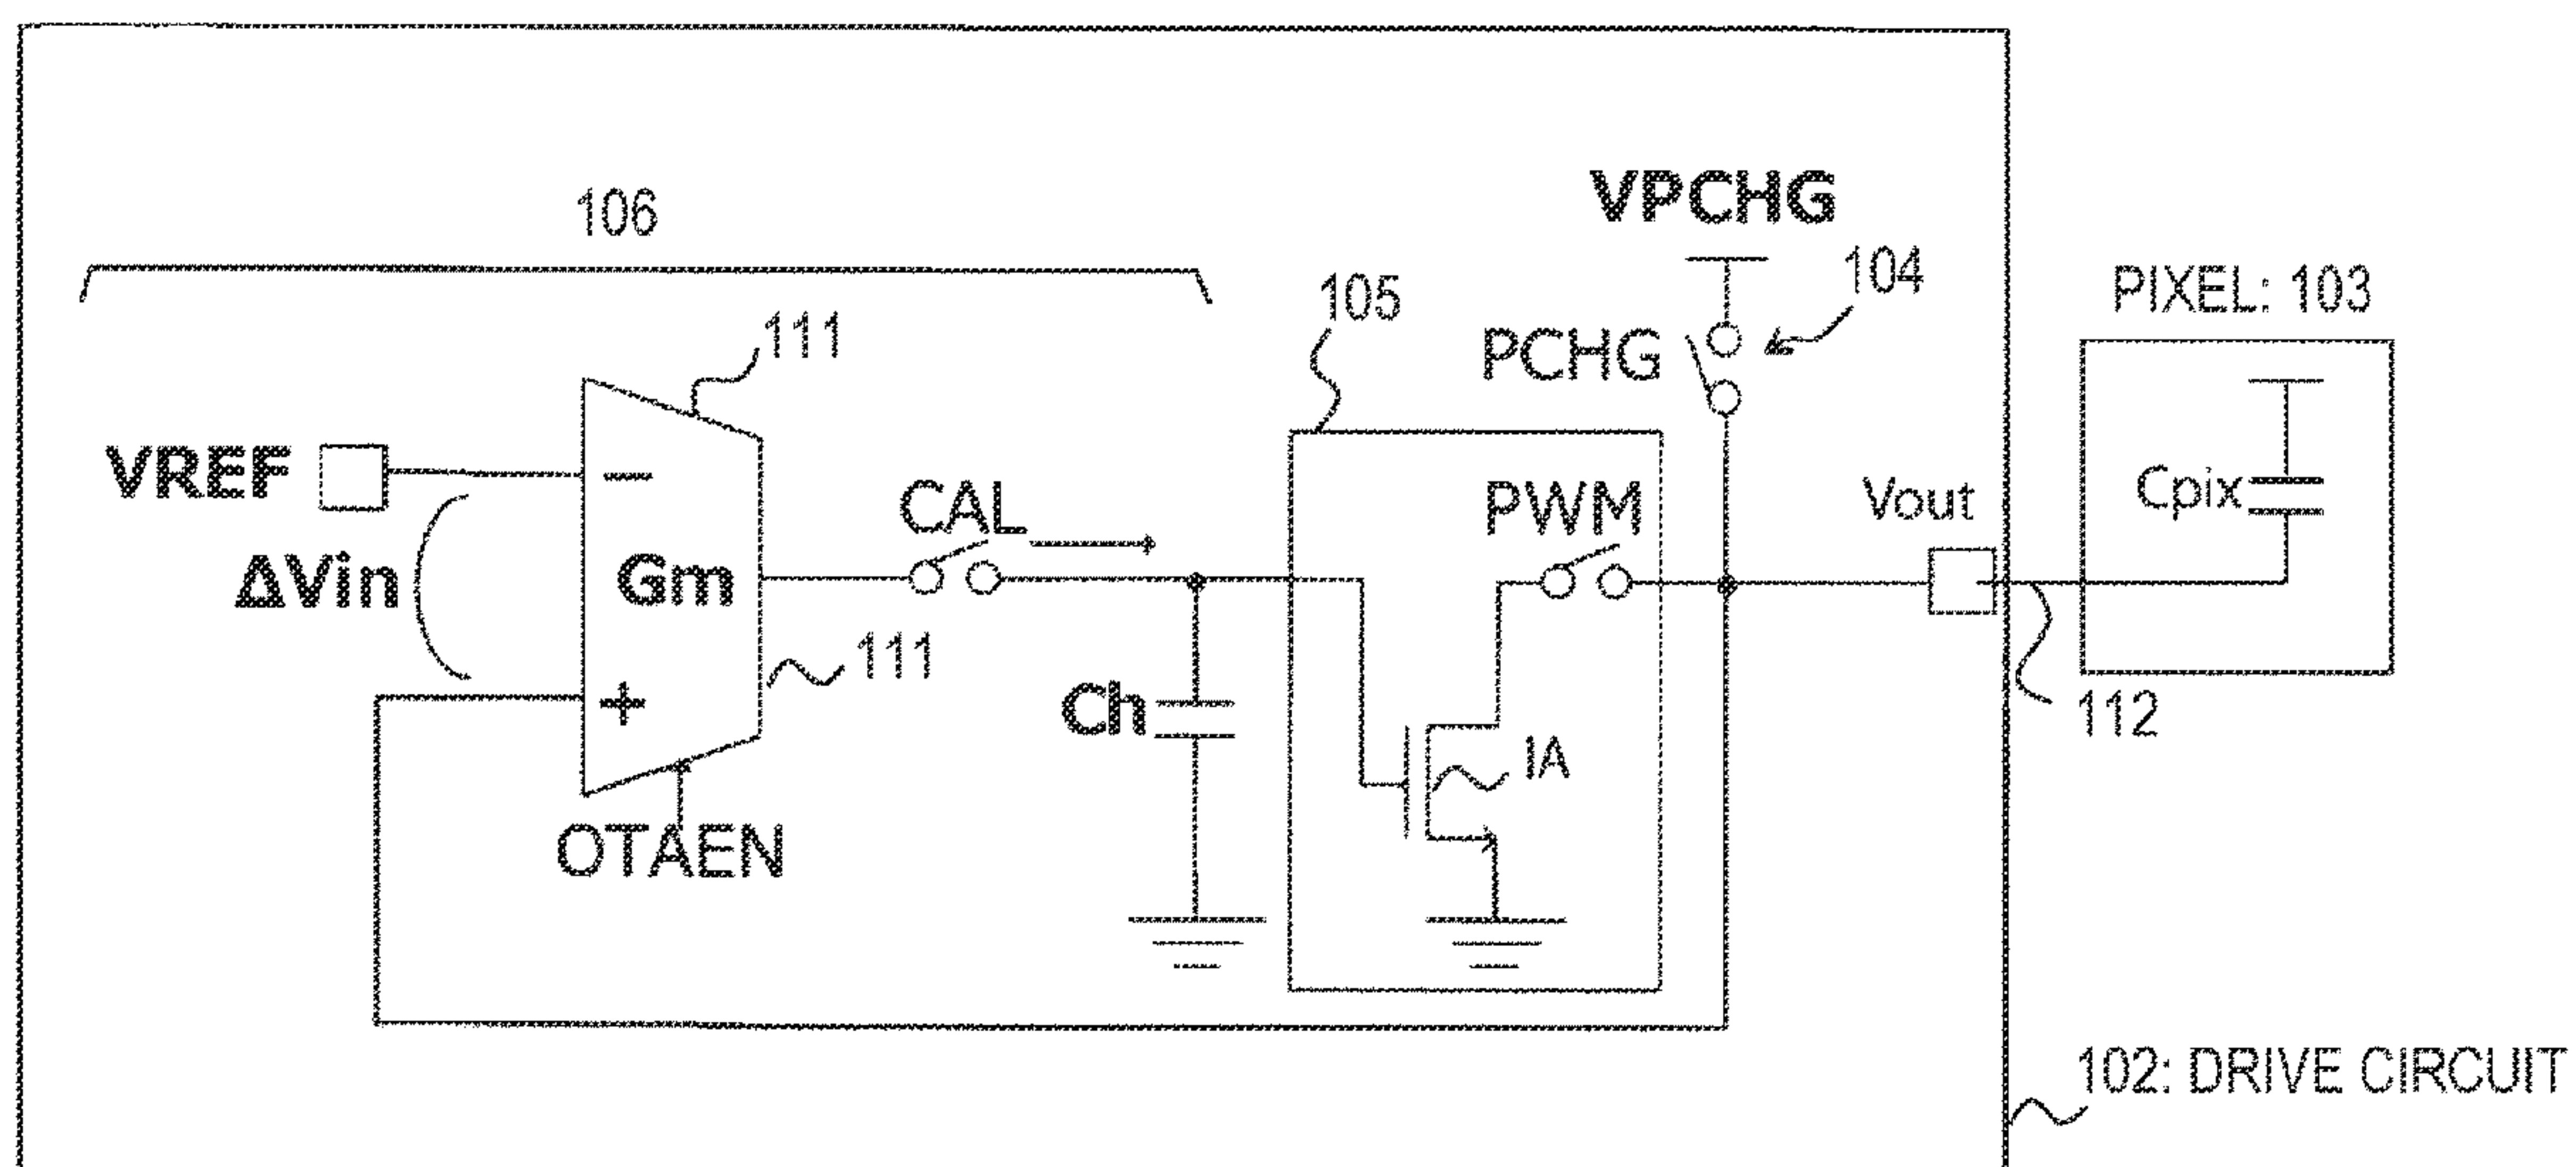 106
VPCHG
104
PIXEL: 103
105
111
PCHG
VREF
−
CAL
PWM
Vout
Cpix
ΔVin
Gm
111
+
Ch
112
IA
OTAEN
102: DRIVE CIRCUIT